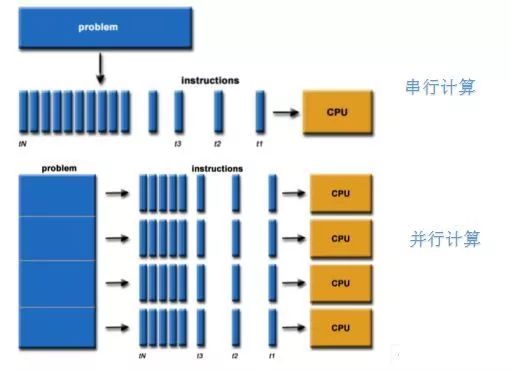 problem
instructions
串行计算
CPU
tN
t3
t2
t1
problem
instructions
CPU
CPU
并行计算
CPU
CPU
tN
t3
t2
t1